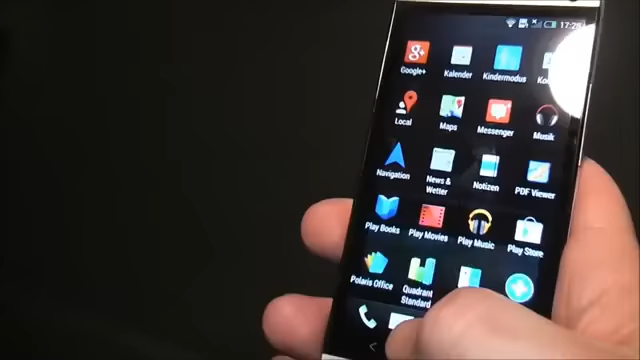 17:25
Google+
Kalender
Kindermodus
Local
Maps
Messenger
Musik
Navigation
News &
Wetter
Notizen
PDF Viewer
Play Books
Play Movies
Play Music
Play Store
Polaris Office
Quadrant
Standard